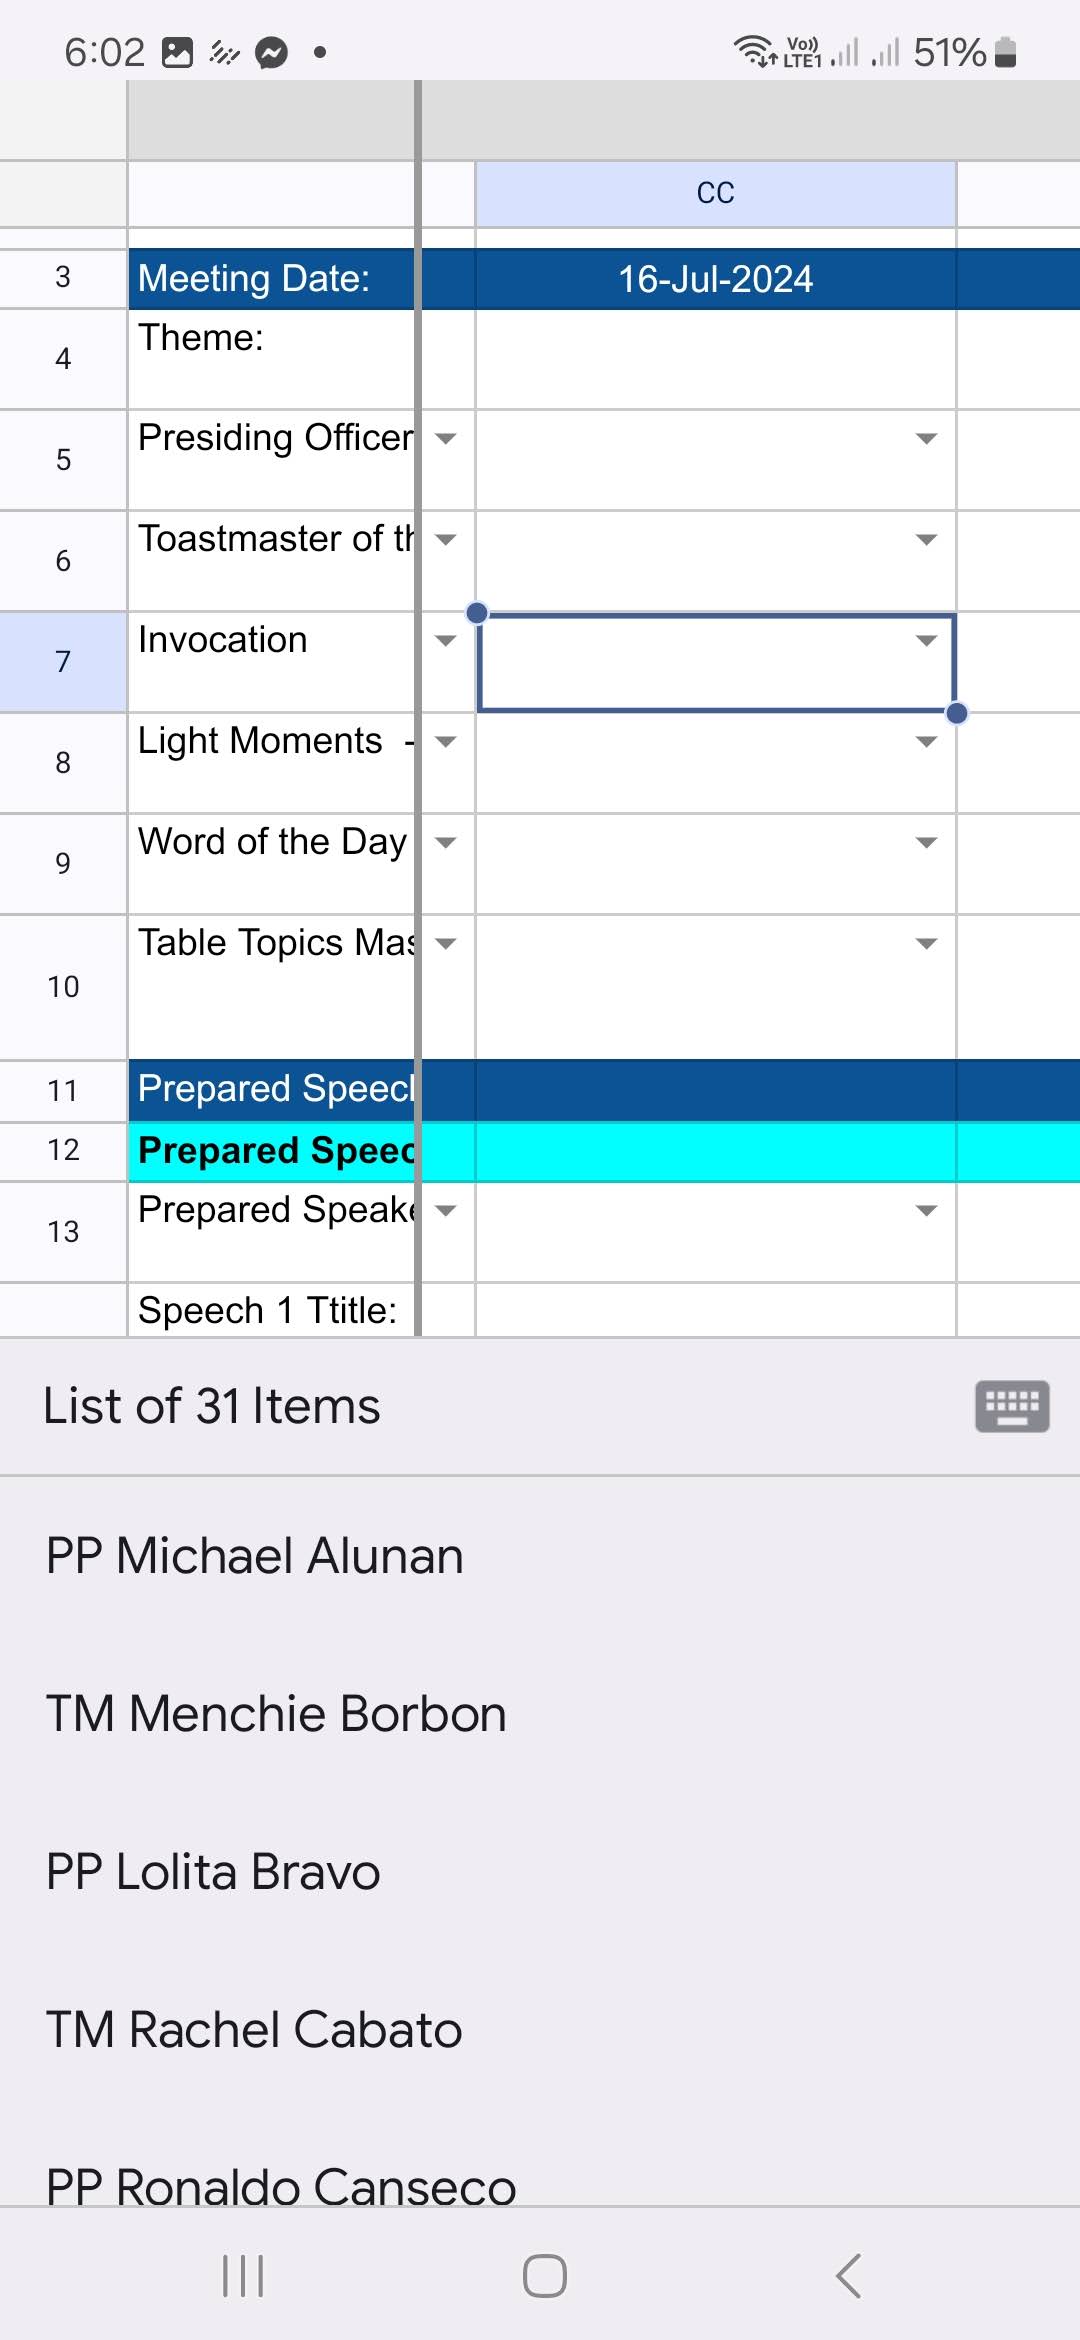 6:02 Vo)) LTE1 51%
CC
3 Meeting Date: 16-Jul-2024
4 Theme:
5 Presiding Officer
6 Toastmaster of th
7 Invocation
8 Light Moments -
9 Word of the Day
10 Table Topics Mas
11 Prepared Speech
12 Prepared Speec
13 Prepared Speake
Speech 1 Ttitle:
List of 31 Items
PP Michael Alunan
TM Menchie Borbon
PP Lolita Bravo
TM Rachel Cabato
PP Ronaldo Canseco